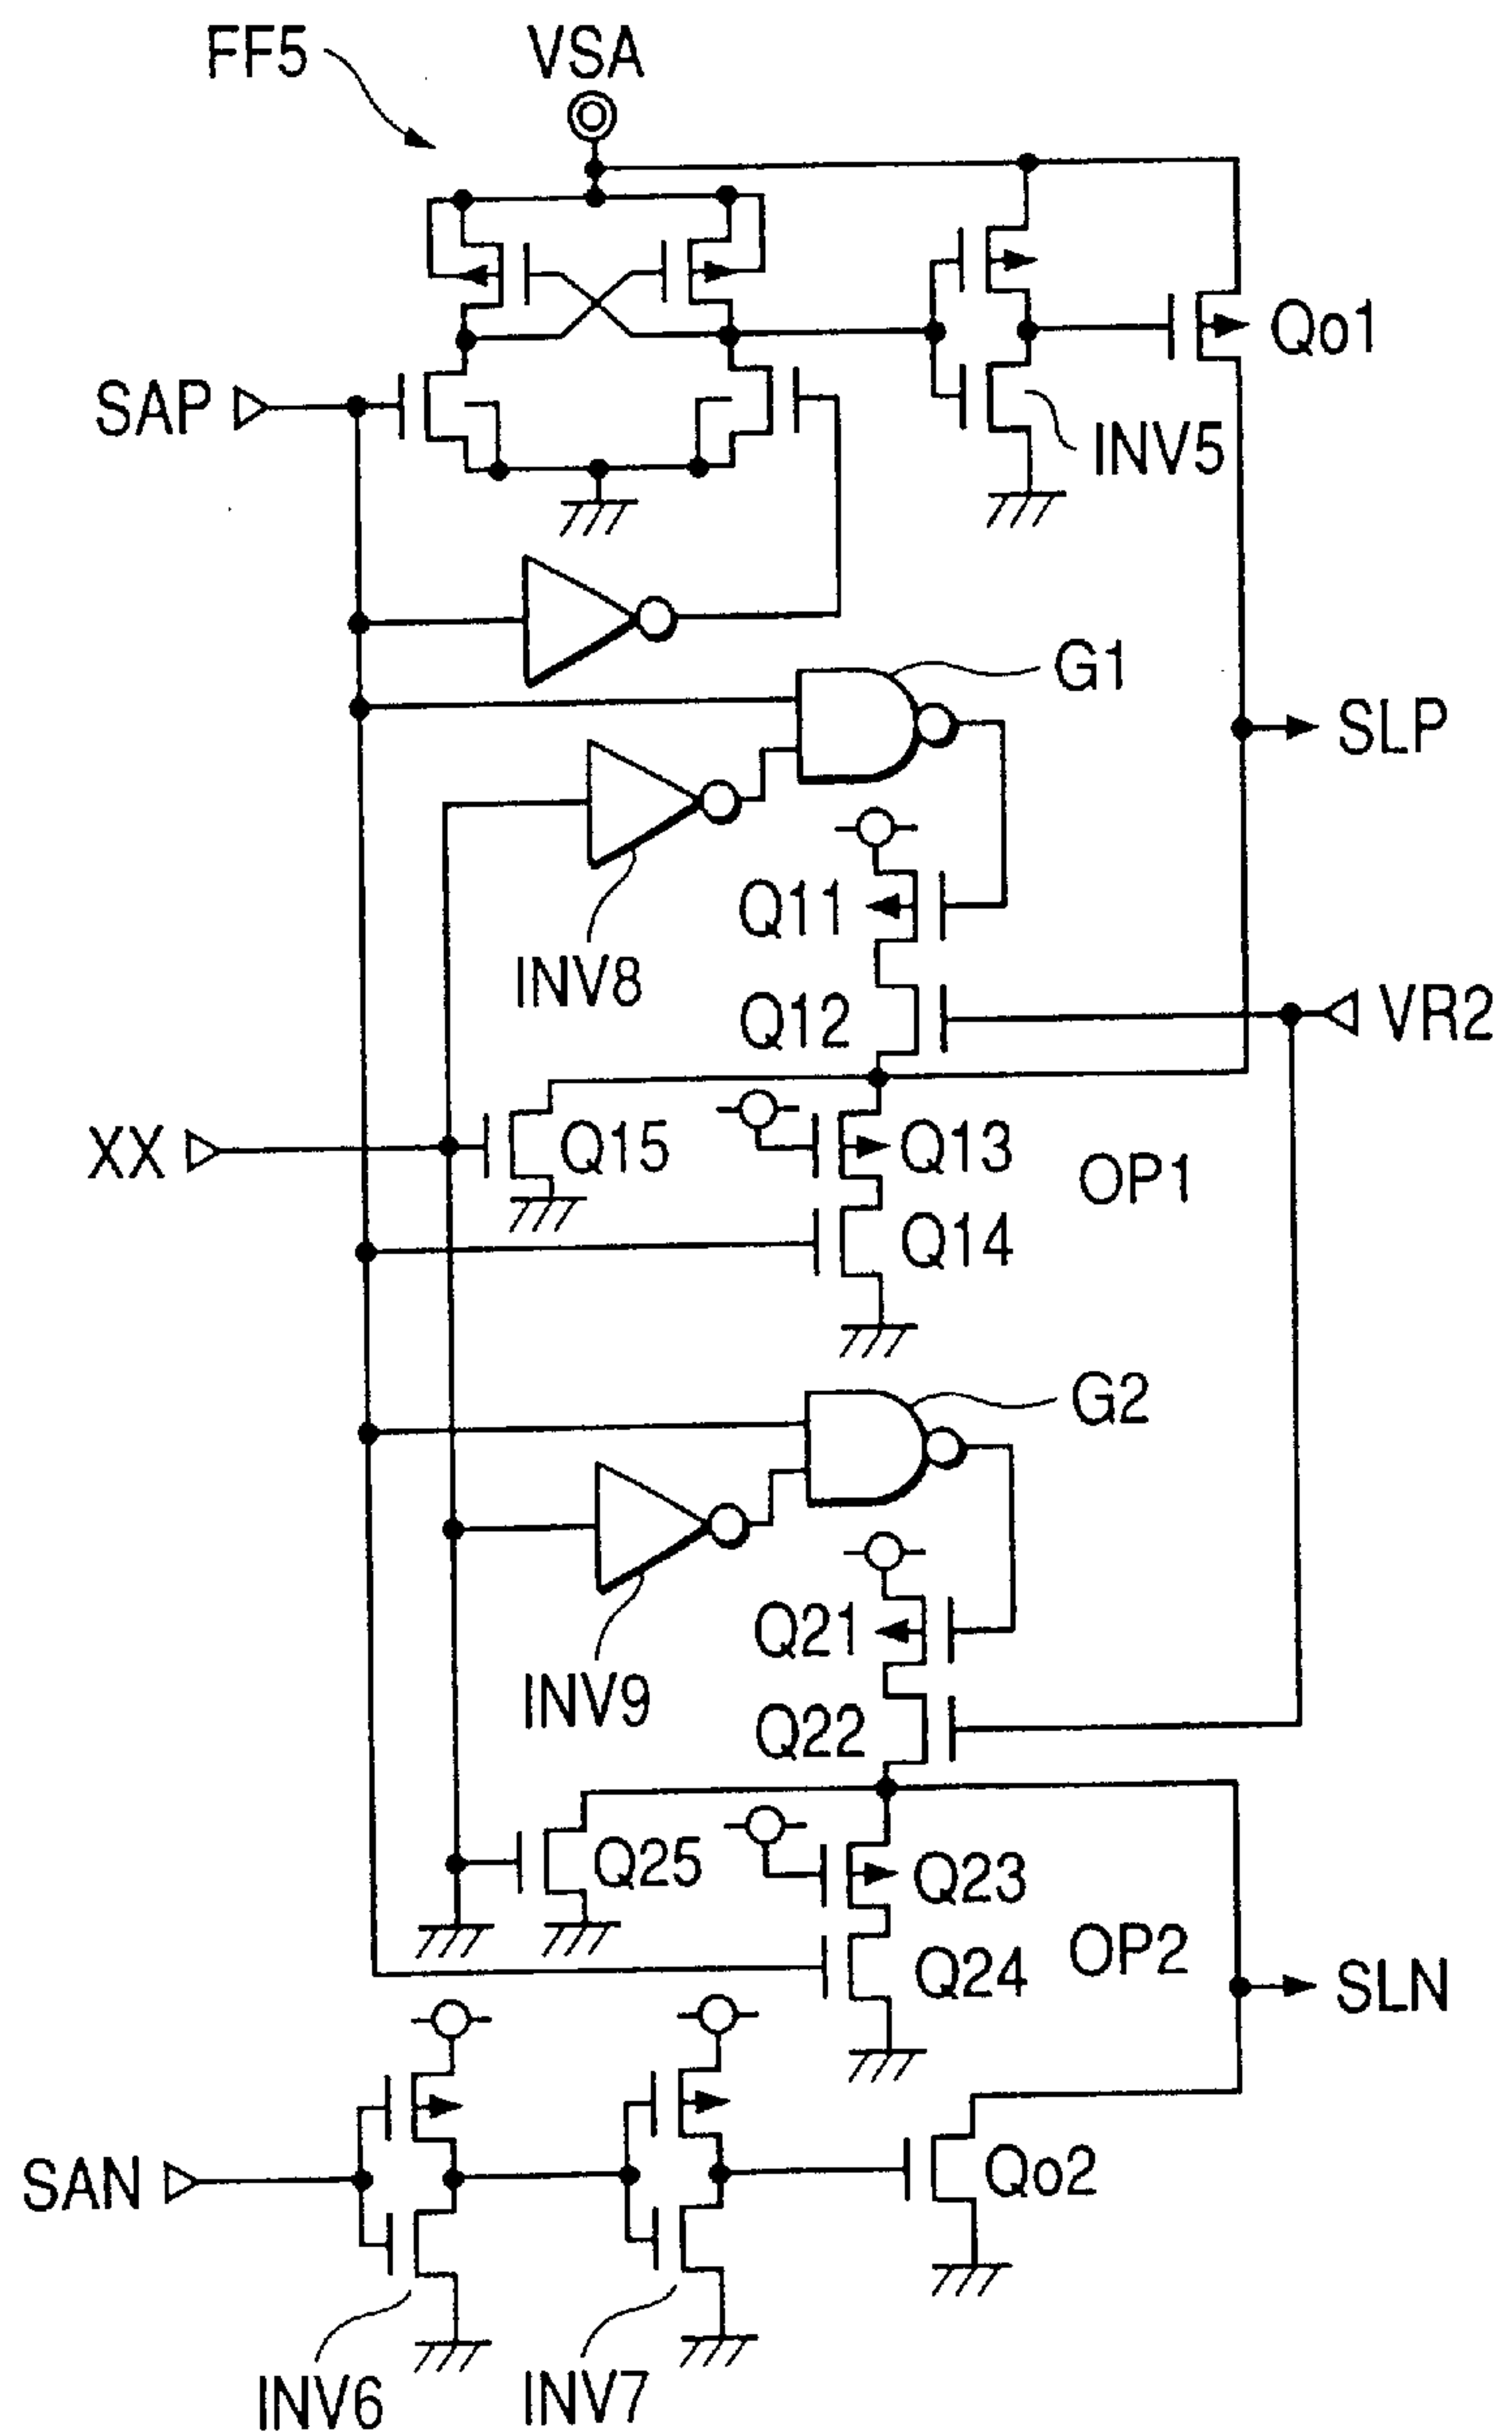 FF5
VSA
Qo1
SAP
INV5
G1
SLP
Q11
INV8
Q12
VR2
XX
Q15
Q13
OP1
Q14
G2
Q21
INV9
Q22
Q25
Q23
OP2
Q24
SLN
SAN
Qo2
INV6
INV7